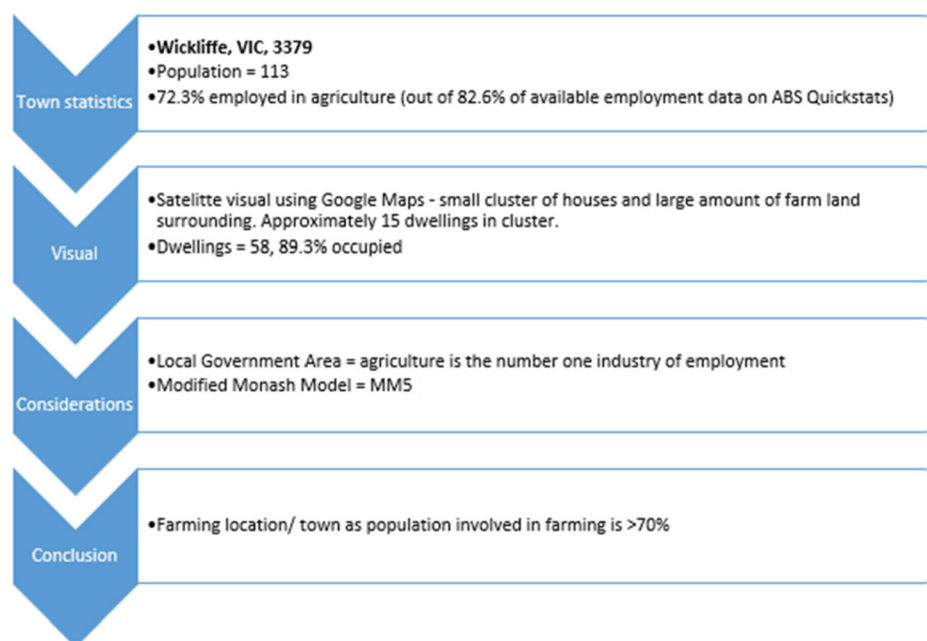 Town statistics
•Wickliffe, VIC, 3379
•Population = 113
•72.3% employed in agriculture (out of 82.6% of available employment data on ABS Quickstats)
Visual
•Satelitte visual using Google Maps - small cluster of houses and large amount of farm land
surrounding. Approximately 15 dwellings in cluster.
•Dwellings = 58, 89.3% occupied
Considerations
•Local Government Area = agriculture is the number one industry of employment
•Modified Monash Model = MM5
Conclusion
•Farming location/ town as population involved in farming is >70%